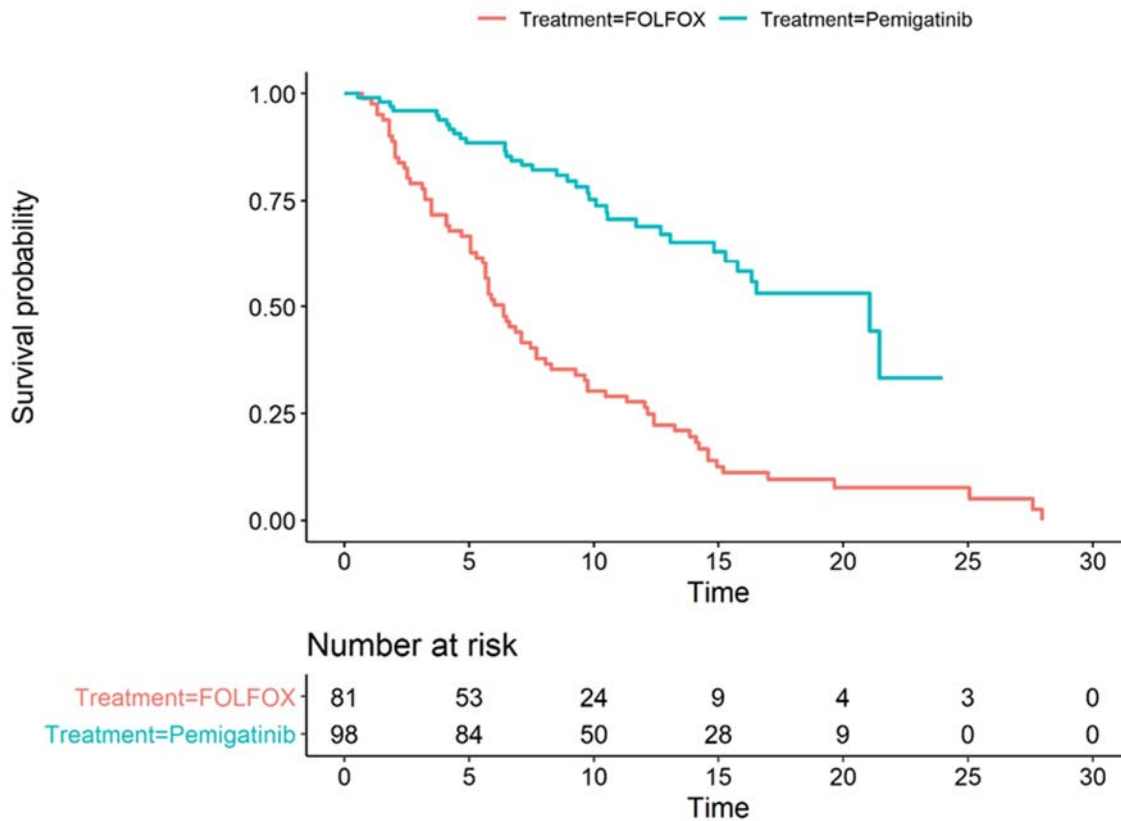 Treatment=FOLFOX Treatment=Pemigatinib
Survival probability
1.00
0.75
0.50
0.25
0.00
0 5 10 15 20 25 30
Time
Number at risk
Treatment=FOLFOX 81 53 24 9 4 3 0
Treatment=Pemigatinib 98 84 50 28 9 0 0
0 5 10 15 20 25 30
Time